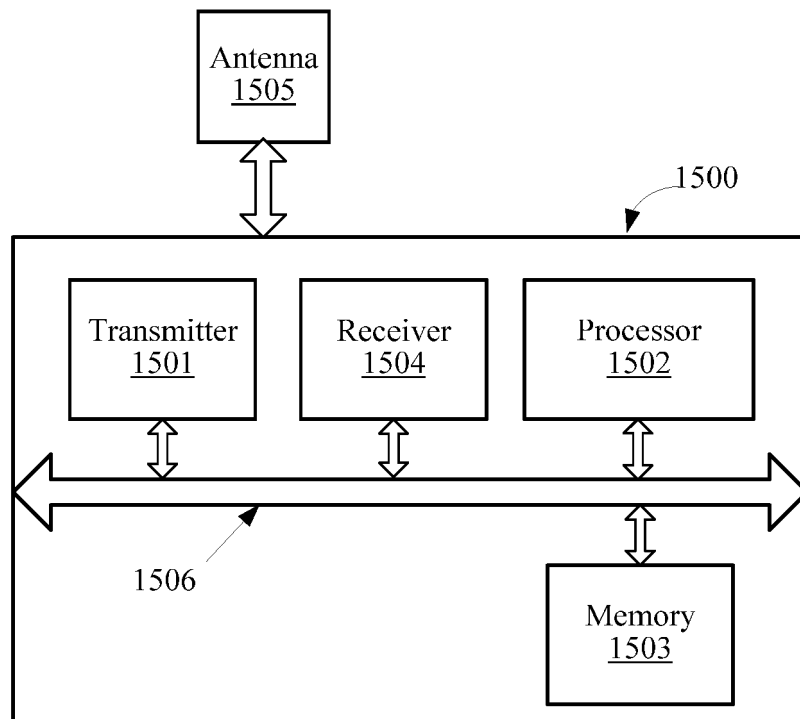 Antenna
1505
1500
Transmitter
1501
Receiver
1504
Processor
1502
1506
Memory
1503